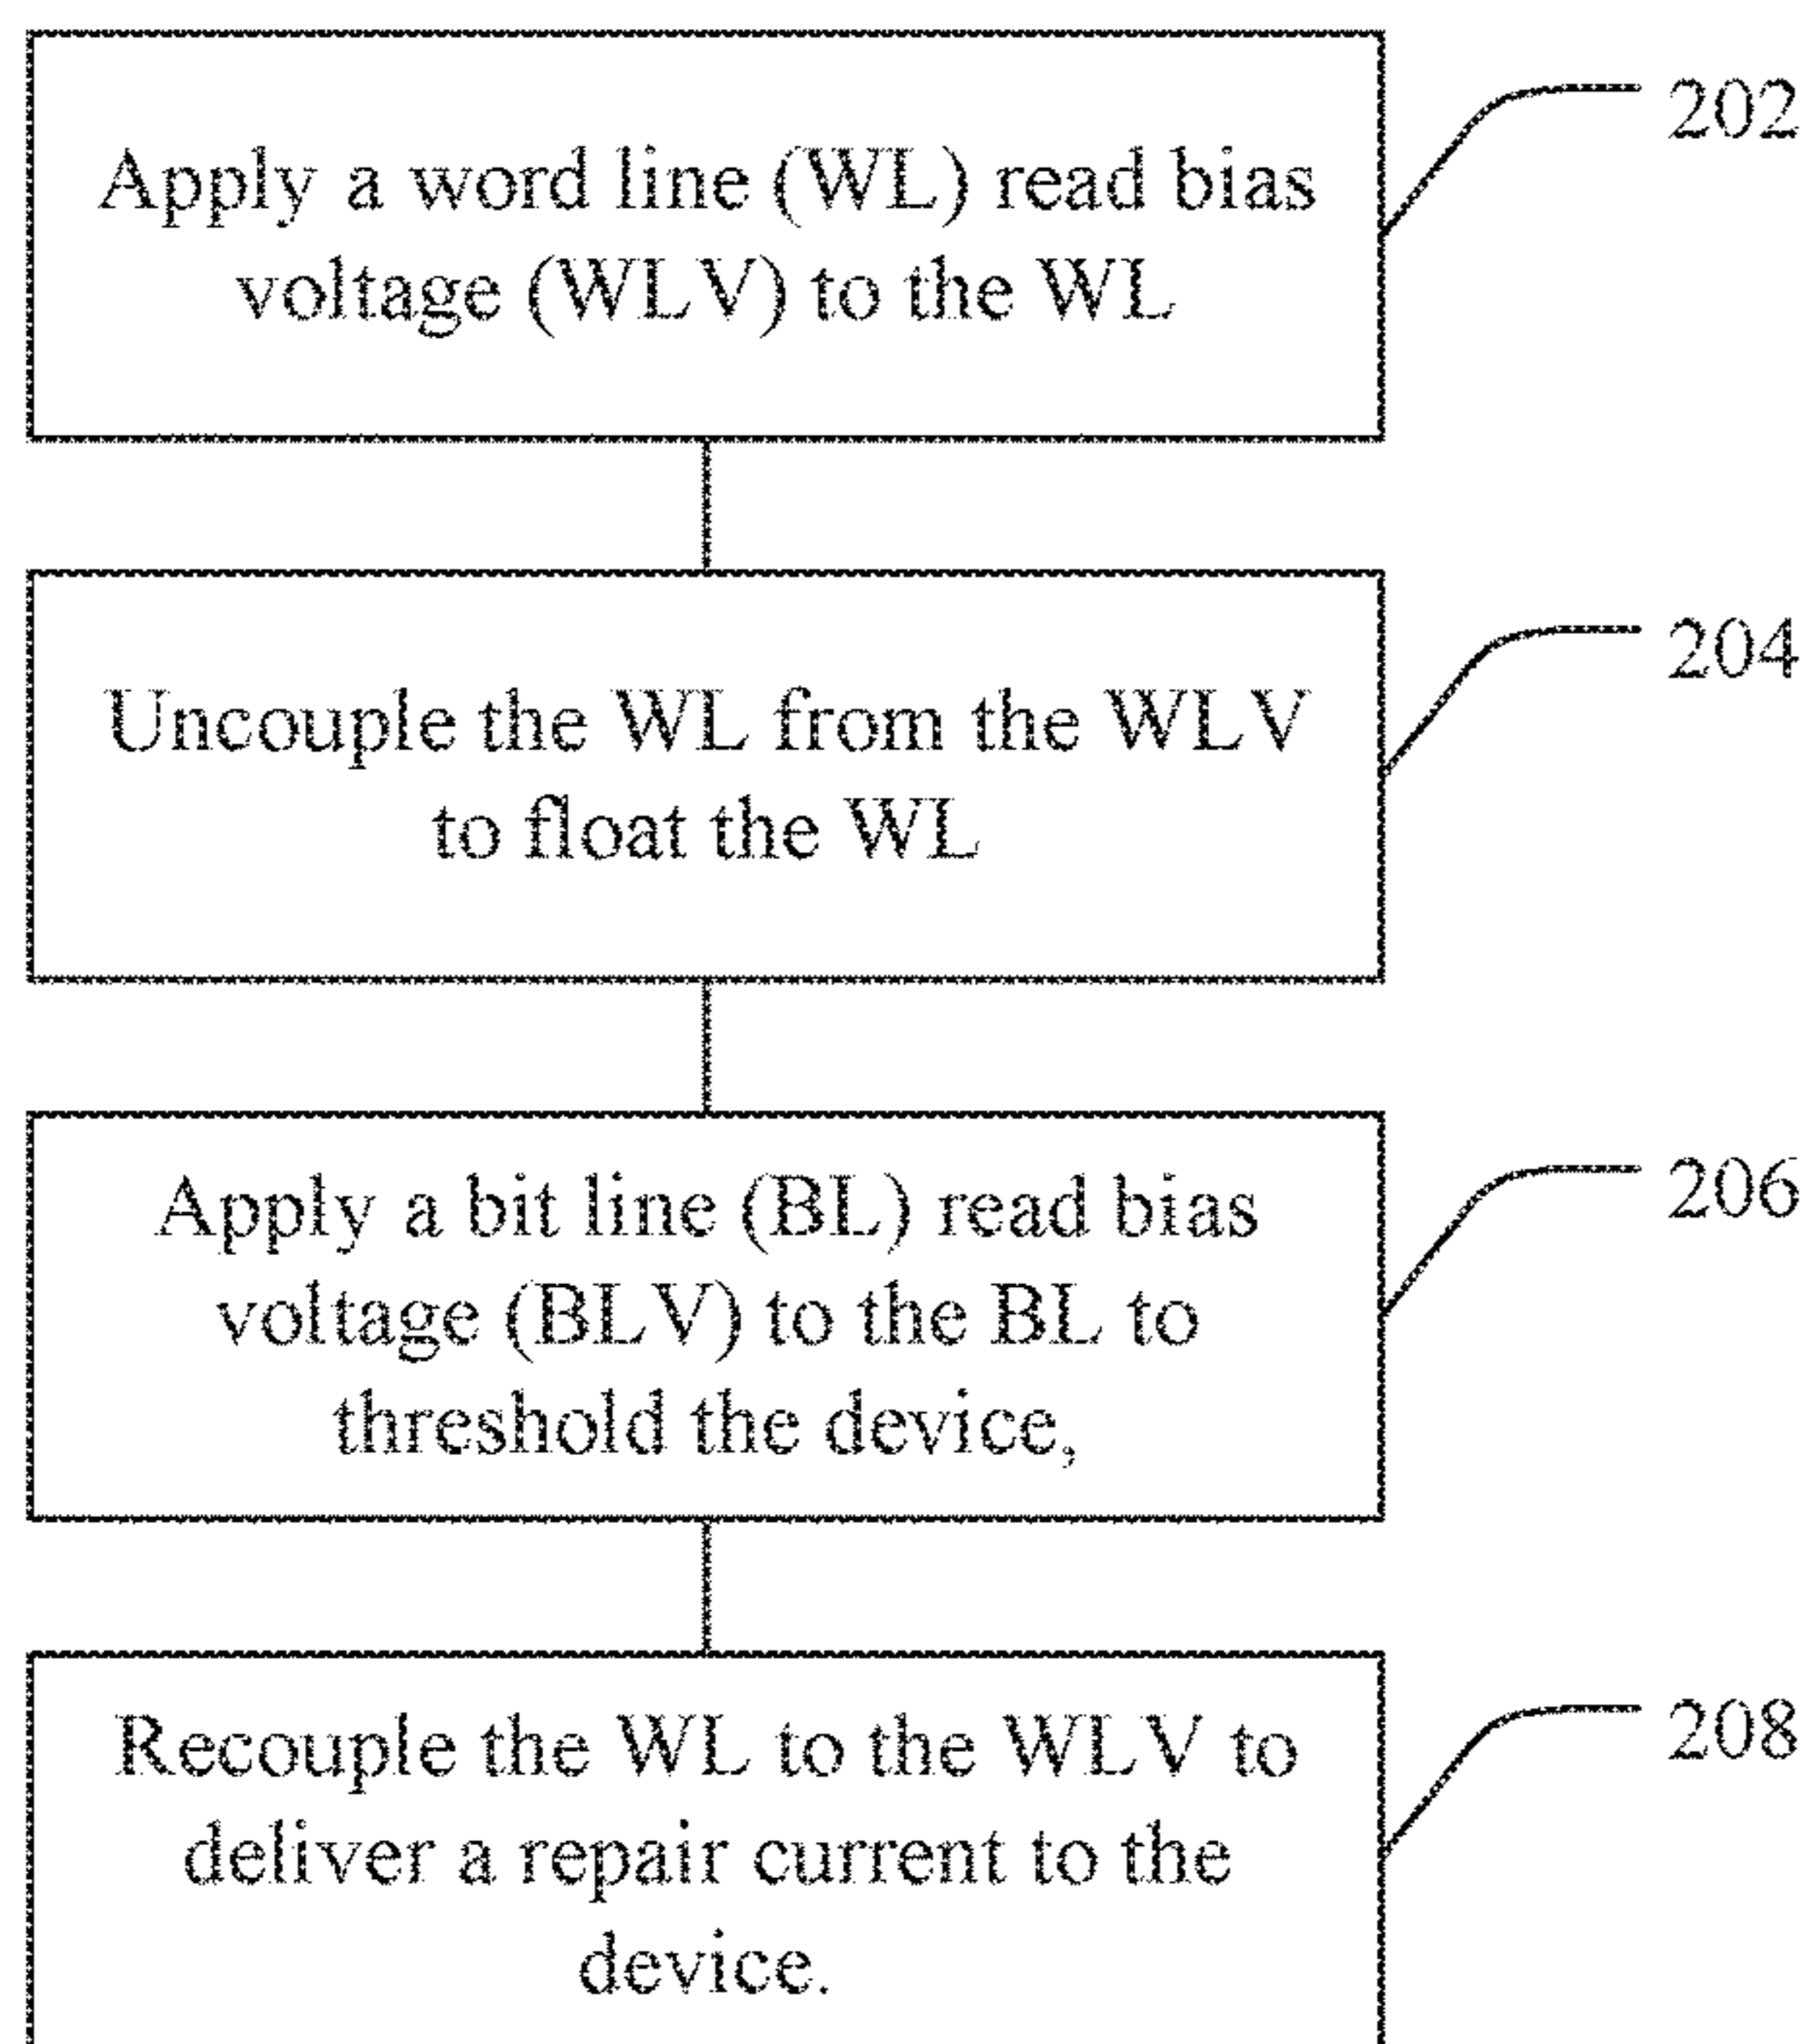 Apply a word line (WL) read bias
voltage (WLV) to the WL
202
Uncouple the WL from the WLV
to float the WL
204
Apply a bit line (BL) read bias
voltage (BLV) to the BL to
threshold the device,
206
Recouple the WL to the WLV to
deliver a repair current to the
device.
208